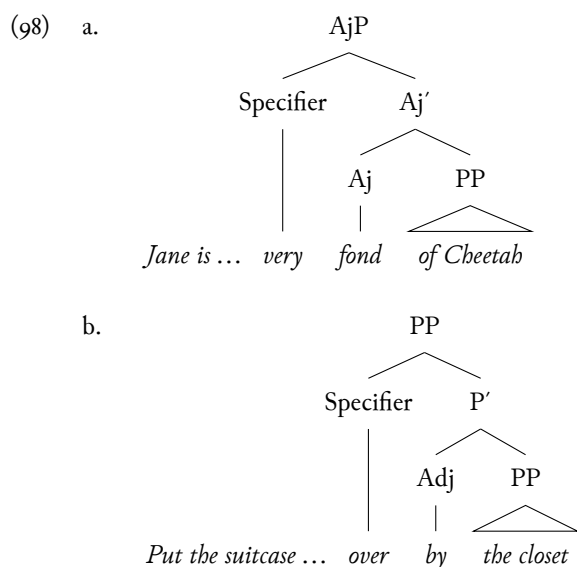 (98) a. AjP
Specifier Aj′
Aj PP
Jane is … very fond of Cheetah
b. PP
Specifier P′
Adj PP
Put the suitcase … over by the closet